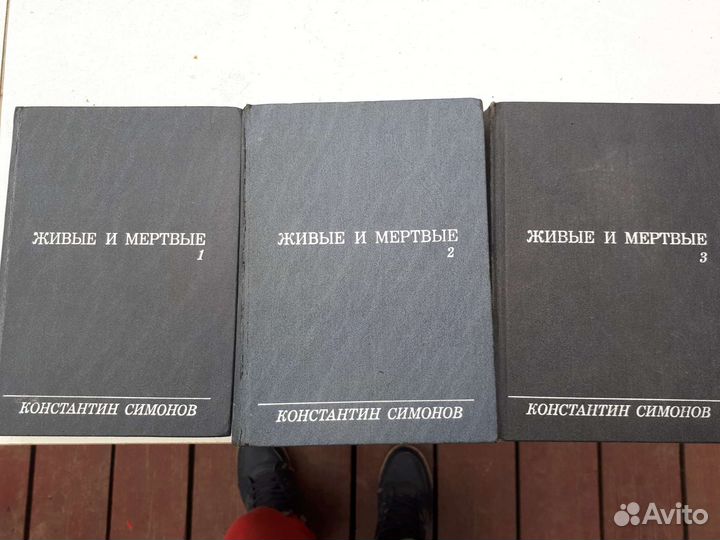 ЖИВЫЕ И МЕРТВЫЕ
1
КОНСТАНТИН СИМОНОВ
ЖИВЫЕ И МЕРТВЫЕ
2
КОНСТАНТИН СИМОНОВ
ЖИВЫЕ И МЕРТВЫЕ
3
КОНСТАНТИН СИМОНОВ
Avito